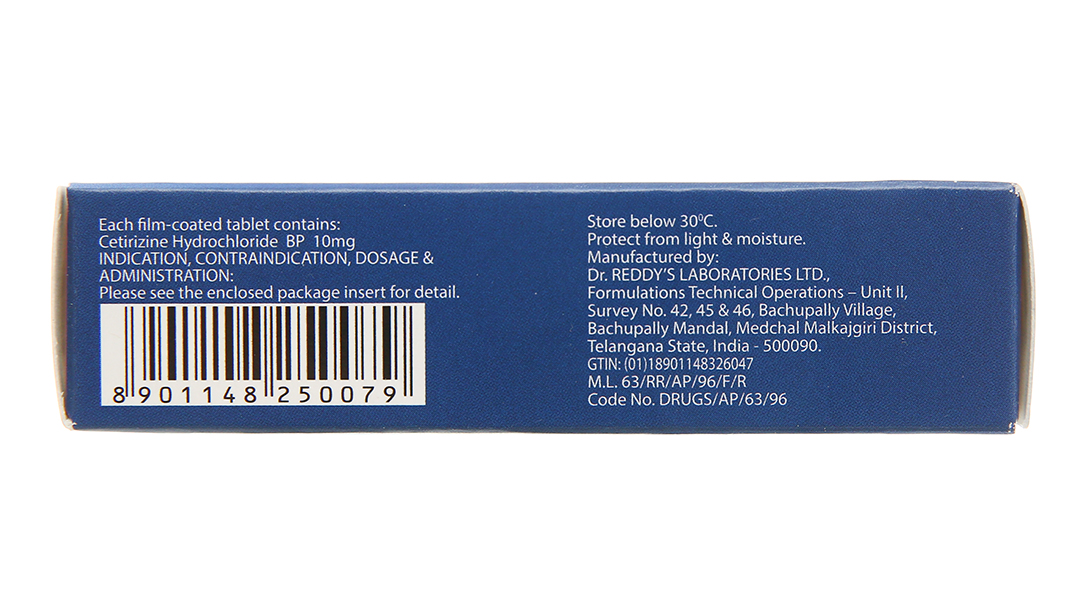 Each film-coated tablet contains:
Cetirizine Hydrochloride BP 10mg
INDICATION, CONTRAINDICATION, DOSAGE &
ADMINISTRATION:
Please see the enclosed package insert for detail.
8 901148 250079
Store below 30⁰C.
Protect from light & moisture.
Manufactured by:
Dr. REDDY'S LABORATORIES LTD.,
Formulations Technical Operations – Unit II,
Survey No. 42, 45 & 46, Bachupally Village,
Bachupally Mandal, Medchal Malkajgiri District,
Telangana State, India - 500090.
GTIN: (01)18901148326047
M.L. 63/RR/AP/96/F/R
Code No. DRUGS/AP/63/96